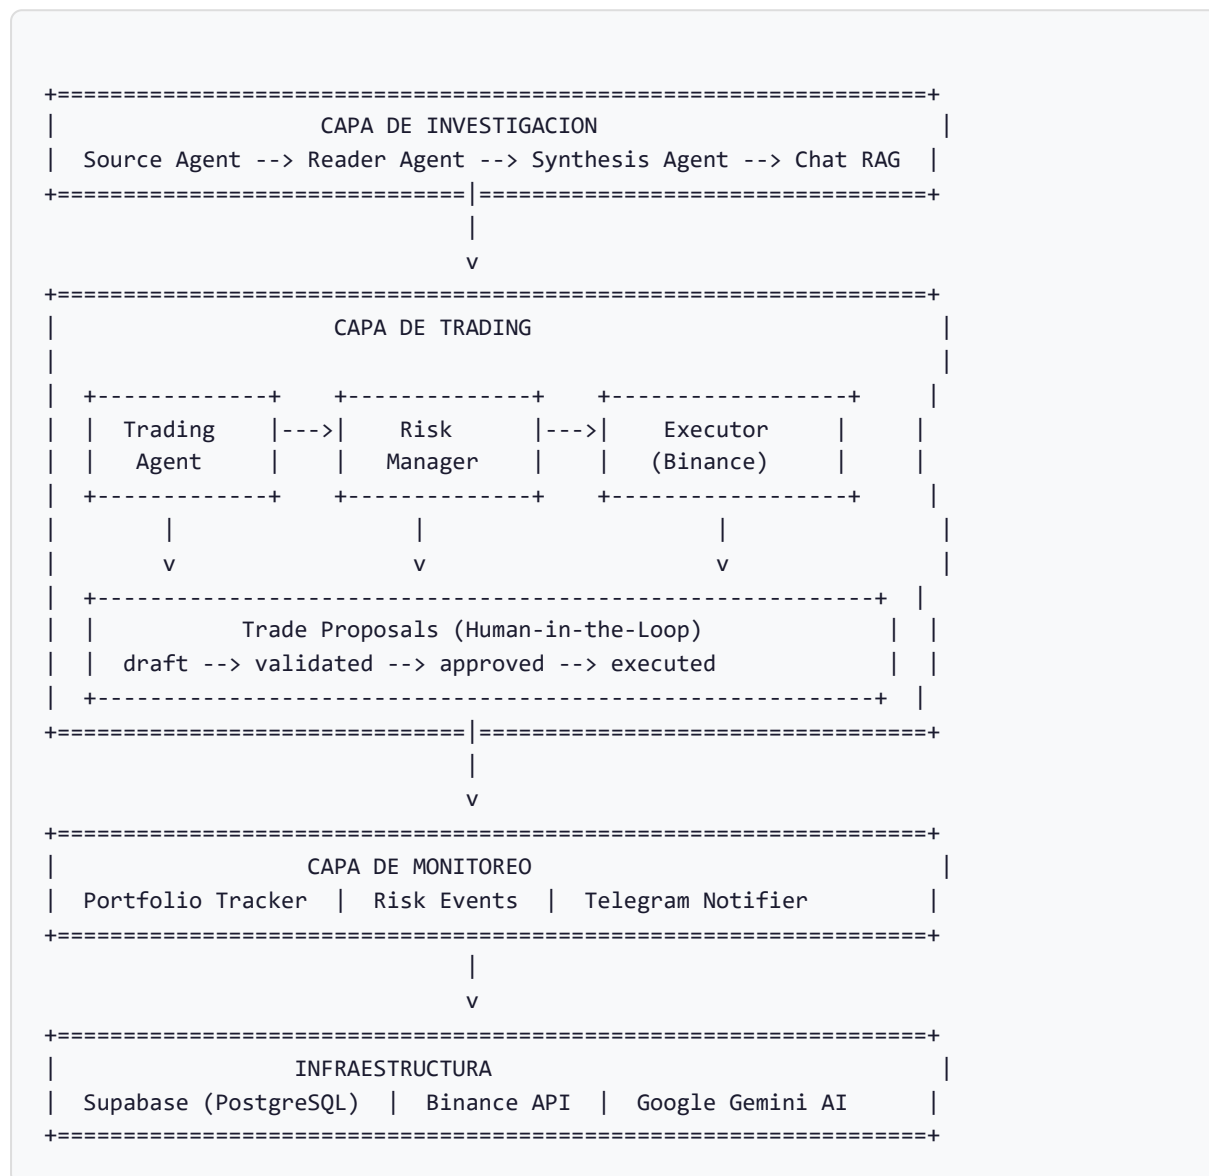 +==================================================================+
|                    CAPA DE INVESTIGACION                          |
|  Source Agent --> Reader Agent --> Synthesis Agent --> Chat RAG  |
+===============================|==================================+
                                |
                                v
+==================================================================+
|                     CAPA DE TRADING                               |
|                                                                   |
|  +-------------+    +--------------+    +------------------+     |
|  |  Trading    |--->|    Risk      |--->|    Executor     |     |
|  |   Agent     |    |   Manager    |    |   (Binance)     |     |
|  +-------------+    +--------------+    +------------------+     |
|        |                  |                      |                |
|        v                  v                      v                |
|  +-----------------------------------------------------------+  |
|  |           Trade Proposals (Human-in-the-Loop)              |  |
|  |  draft --> validated --> approved --> executed             |  |
|  +-----------------------------------------------------------+  |
+===============================|==================================+
                                |
                                v
+==================================================================+
|                   CAPA DE MONITOREO                               |
|  Portfolio Tracker  |  Risk Events  |  Telegram Notifier         |
+==================================================================+
                                |
                                v
+==================================================================+
|                  INFRAESTRUCTURA                                  |
|  Supabase (PostgreSQL)  |  Binance API  |  Google Gemini AI      |
+==================================================================+